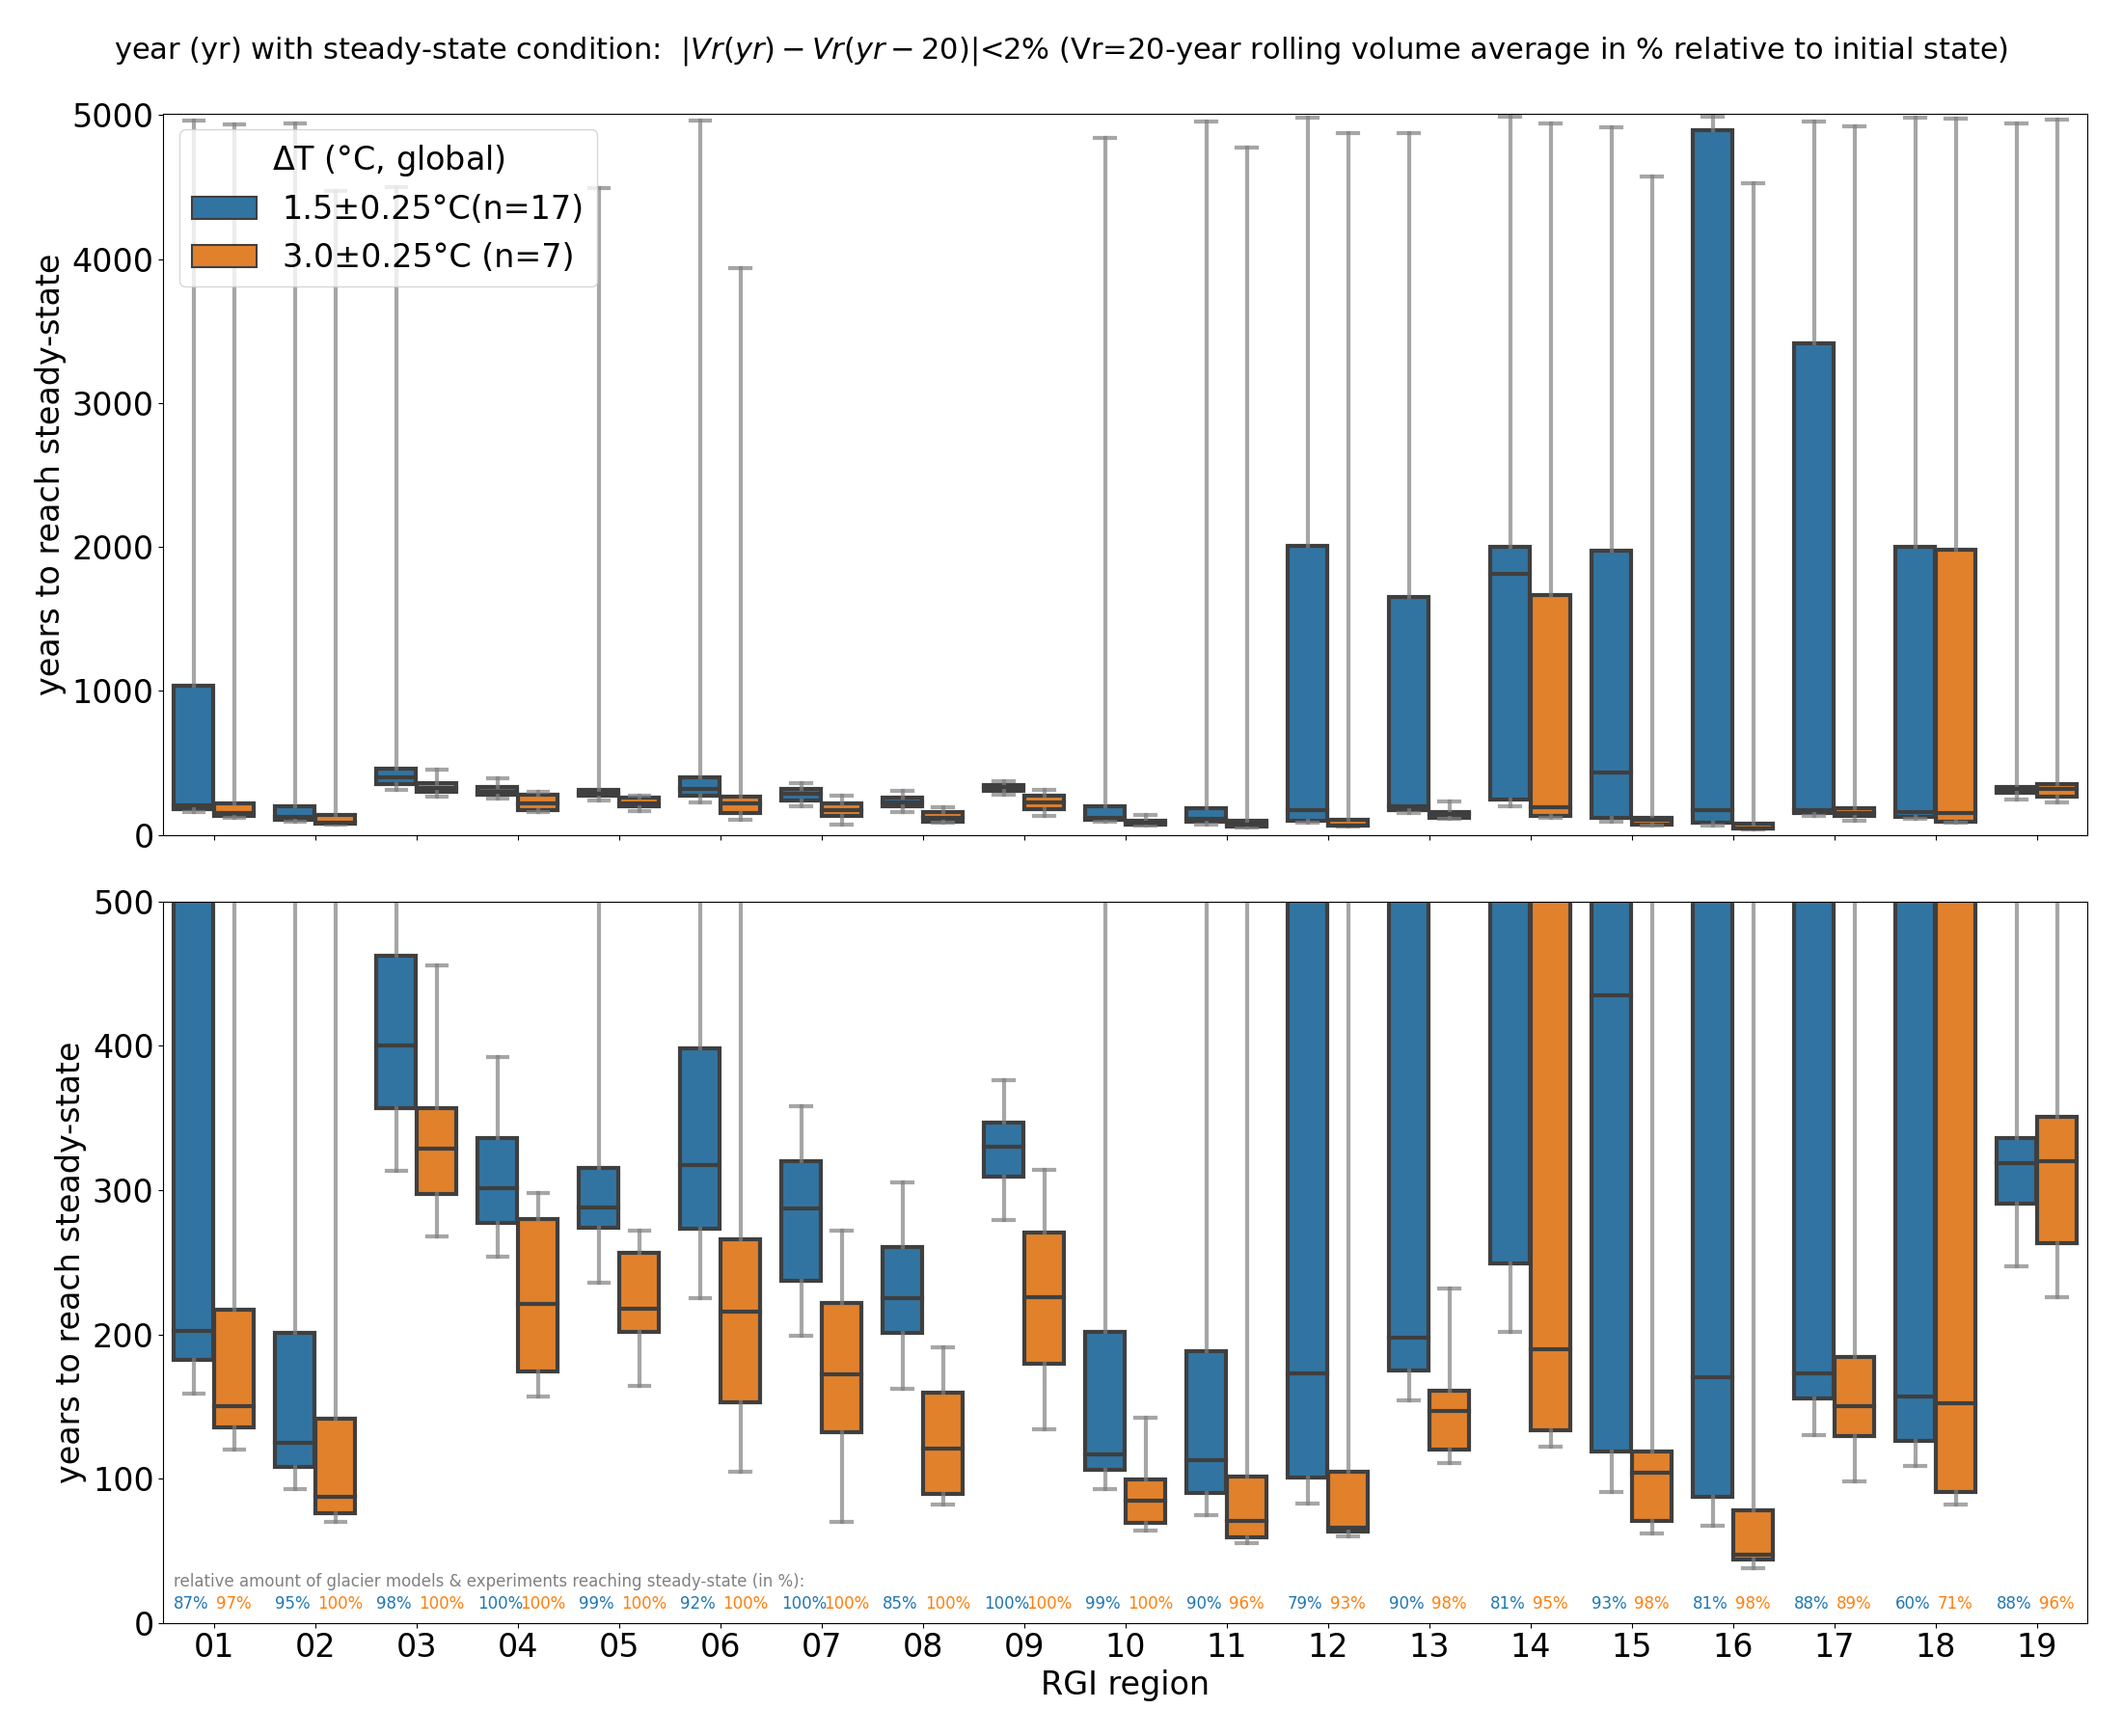 year (yr) with steady-state condition: |Vr(yr) − Vr(yr − 20)|<2% (Vr=20-year rolling volume average in % relative to initial state)
5000
4000
3000
2000
1000
0
years to reach steady-state
ΔT (°C, global)
1.5±0.25°C(n=17)
3.0±0.25°C (n=7)
500
400
300
200
100
0
years to reach steady-state
relative amount of glacier models & experiments reaching steady-state (in %):
87% 97% 95% 100% 98% 100% 100% 100% 99% 100% 92% 100% 100% 100% 85% 100% 100% 100% 99% 100% 90% 96% 79% 93% 90% 98% 81% 95% 93% 98% 81% 98% 88% 89% 60% 71% 88% 96%
01 02 03 04 05 06 07 08 09 10 11 12 13 14 15 16 17 18 19
RGI region